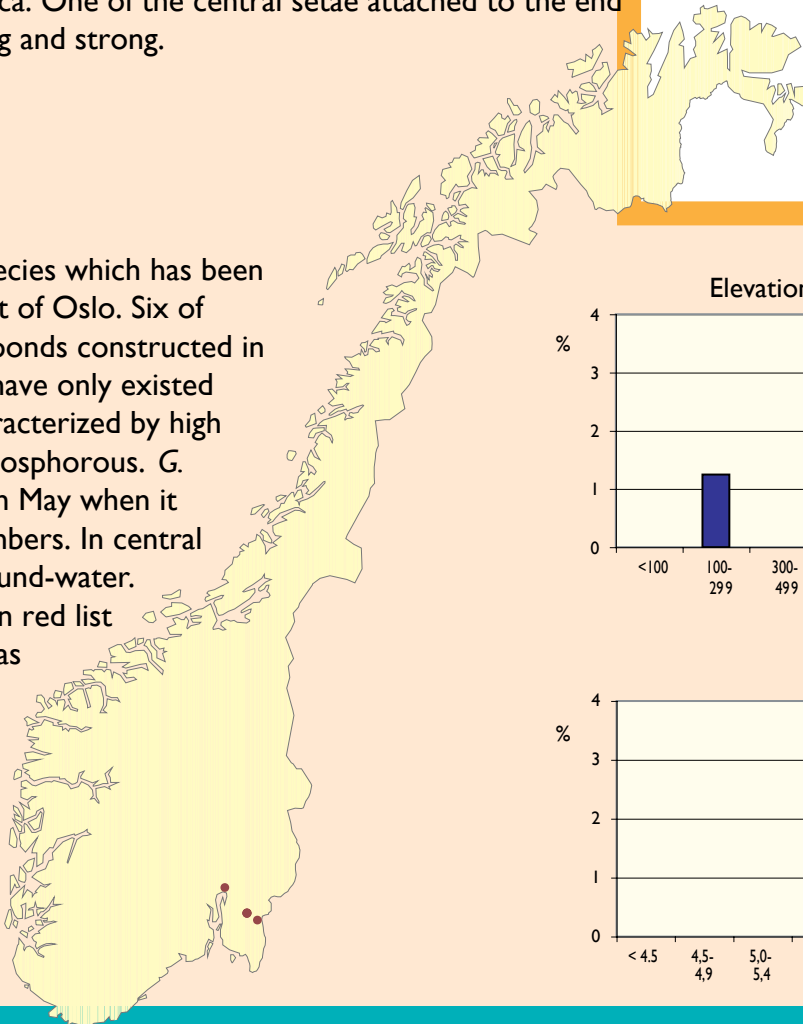 ca. One of the central setae attached to the end
g and strong.
ecies which has been
t of Oslo. Six of
ponds constructed in
have only existed
racterized by high
osphorous. G.
n May when it
nbers. In central
und-water.
n red list
as
Elevation
%
4
3
2
1
0
<100
100-
299
300-
499
%
4
3
2
1
0
< 4.5
4,5-
4,9
5,0-
5,4